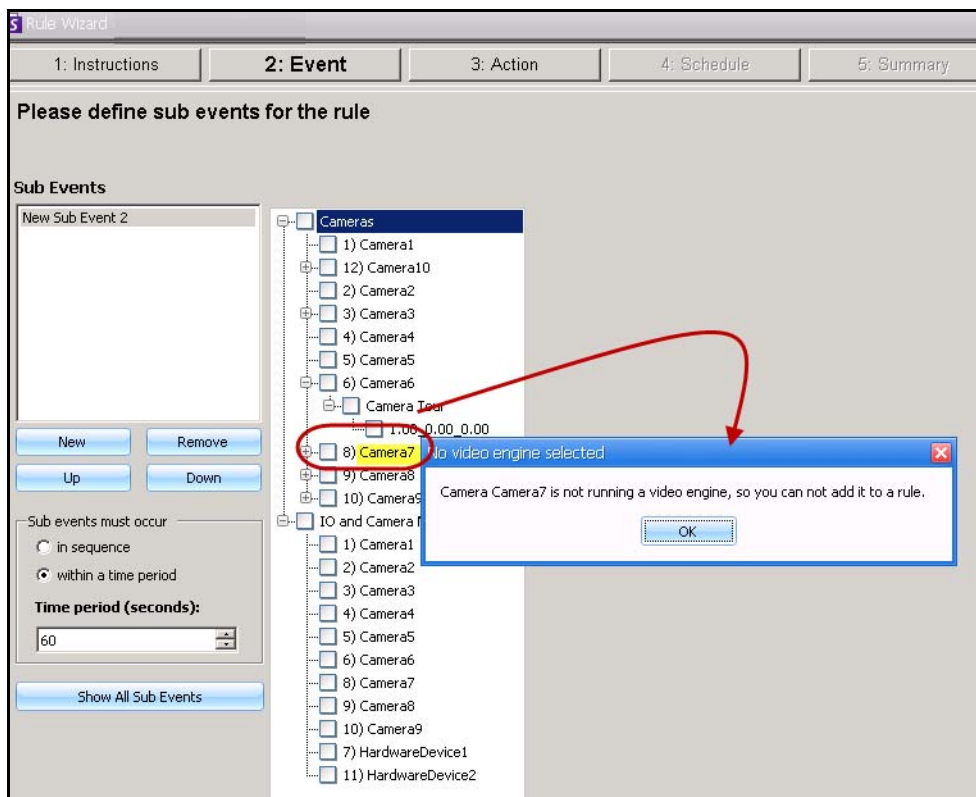 S Rule Wizard
1: Instructions 2: Event 3: Action 4: Schedule 5: Summary
Please define sub events for the rule
Sub Events
New Sub Event 2
New Remove
Up Down
Sub events must occur
in sequence
within a time period
Time period (seconds):
60
Show All Sub Events
Cameras
1) Camera1
12) Camera10
2) Camera2
3) Camera3
4) Camera4
5) Camera5
6) Camera6
Camera Tour
1.00_0.00_0.00
8) Camera7
9) Camera8
10) Camera9
IO and Camera
1) Camera1
2) Camera2
3) Camera3
4) Camera4
5) Camera5
6) Camera6
8) Camera7
9) Camera8
10) Camera9
7) HardwareDevice1
11) HardwareDevice2
No video engine selected
Camera Camera7 is not running a video engine, so you can not add it to a rule.
OK